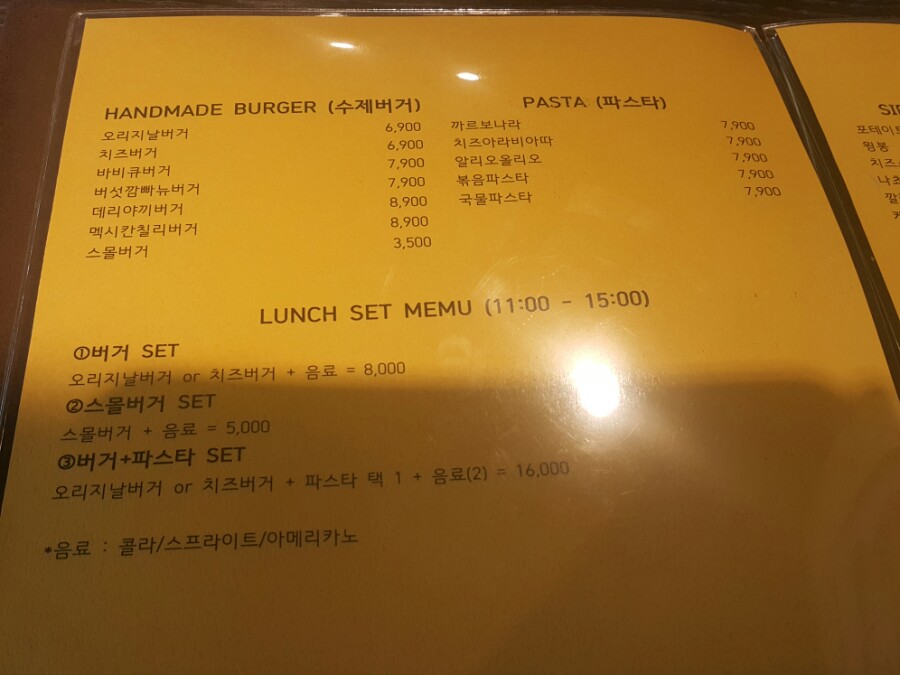 HANDMADE BURGER (수제버거)
오리지날버거 6,900
치즈버거 6,900
바비큐버거 7,900
버섯깜빠뉴버거 7,900
데리야끼버거 8,900
멕시칸칠리버거 8,900
스몰버거 3,500
PASTA (파스타)
까르보나라 7,900
치즈아라비아따 7,900
알리오올리오 7,900
볶음파스타 7,900
국물파스타 7,900
LUNCH SET MEMU (11:00 - 15:00)
①버거 SET
오리지날버거 or 치즈버거 + 음료 = 8,000
②스몰버거 SET
스몰버거 + 음료 = 5,000
③버거+파스타 SET
오리지날버거 or 치즈버거 + 파스타 택 1 + 음료(2) = 16,000
*음료 : 콜라/스프라이트/아메리카노